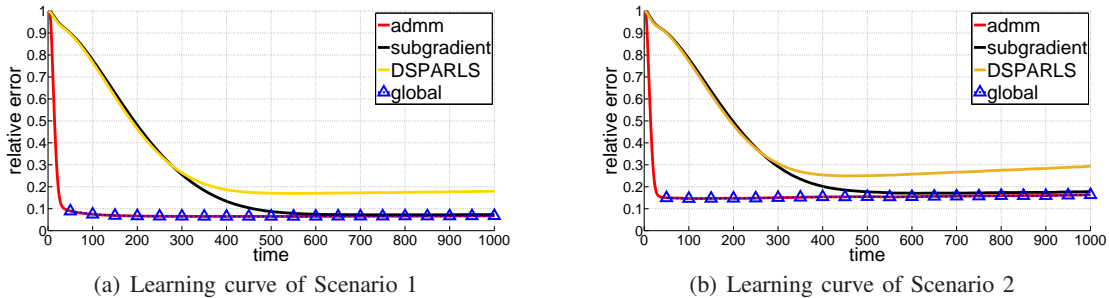 1
0.9
0.8
0.7
0.6
0.5
0.4
0.3
0.2
0.1
0
relative error
0 100 200 300 400 500 600 700 800 900 1000
time
admm
subgradient
DSPARLS
global
(a) Learning curve of Scenario 1
1
0.9
0.8
0.7
0.6
0.5
0.4
0.3
0.2
0.1
0
relative error
0 100 200 300 400 500 600 700 800 900 1000
time
admm
subgradient
DSPARLS
global
(b) Learning curve of Scenario 2